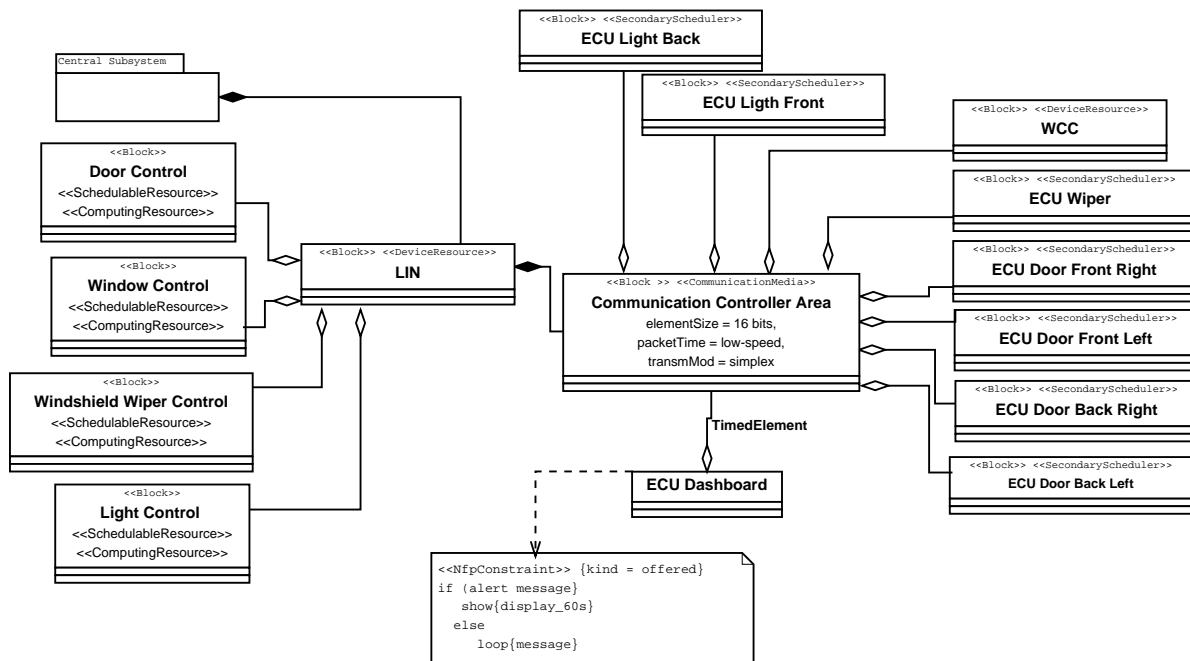 <<Block>> <<SecondaryScheduler>>
ECU Light Back
Central Subsystem
<<Block>> <<SecondaryScheduler>>
ECU Ligth Front
<<Block>> <<DeviceResource>>
WCC
<<Block>>
Door Control
<<SchedulableResource>>
<<ComputingResource>>
<<Block>> <<SecondaryScheduler>>
ECU Wiper
<<Block>> <<DeviceResource>>
LIN
<<Block>> <<SecondaryScheduler>>
ECU Door Front Right
<<Block>>
Window Control
<<SchedulableResource>>
<<ComputingResource>>
<<Block >> <<CommunicationMedia>>
Communication Controller Area
elementSize = 16 bits,
packetTime = low-speed,
transmMod = simplex
<<Block>> <<SecondaryScheduler>>
ECU Door Front Left
<<Block>>
Windshield Wiper Control
<<SchedulableResource>>
<<ComputingResource>>
<<Block>> <<SecondaryScheduler>>
ECU Door Back Right
TimedElement
<<Block>> <<SecondaryScheduler>>
ECU Door Back Left
ECU Dashboard
<<Block>>
Light Control
<<SchedulableResource>>
<<ComputingResource>>
<<NfpConstraint>> {kind = offered}
if (alert message}
show{display_60s}
else
loop{message}